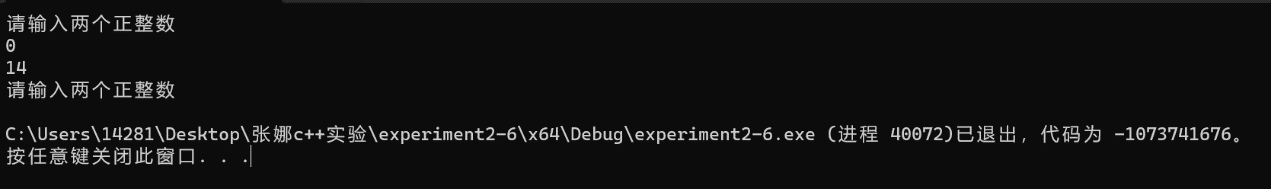 请输入两个正整数
0
14
请输入两个正整数
C:\Users\14281\Desktop\张娜c++实验\experiment2-6\x64\Debug\experiment2-6.exe (进程 40072)已退出，代码为 -1073741676。
按任意键关闭此窗口. . .